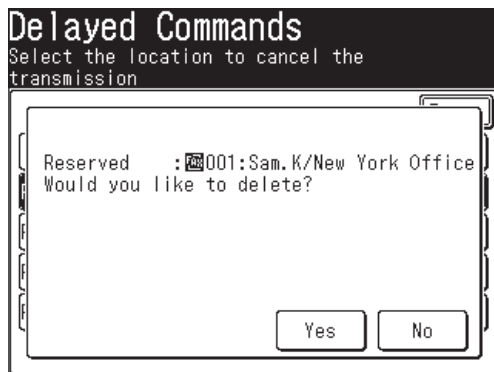 Delayed Commands
Select the location to cancel the
transmission
Reserved :001:Sam.K/New York Office
Would you like to delete?
Yes No